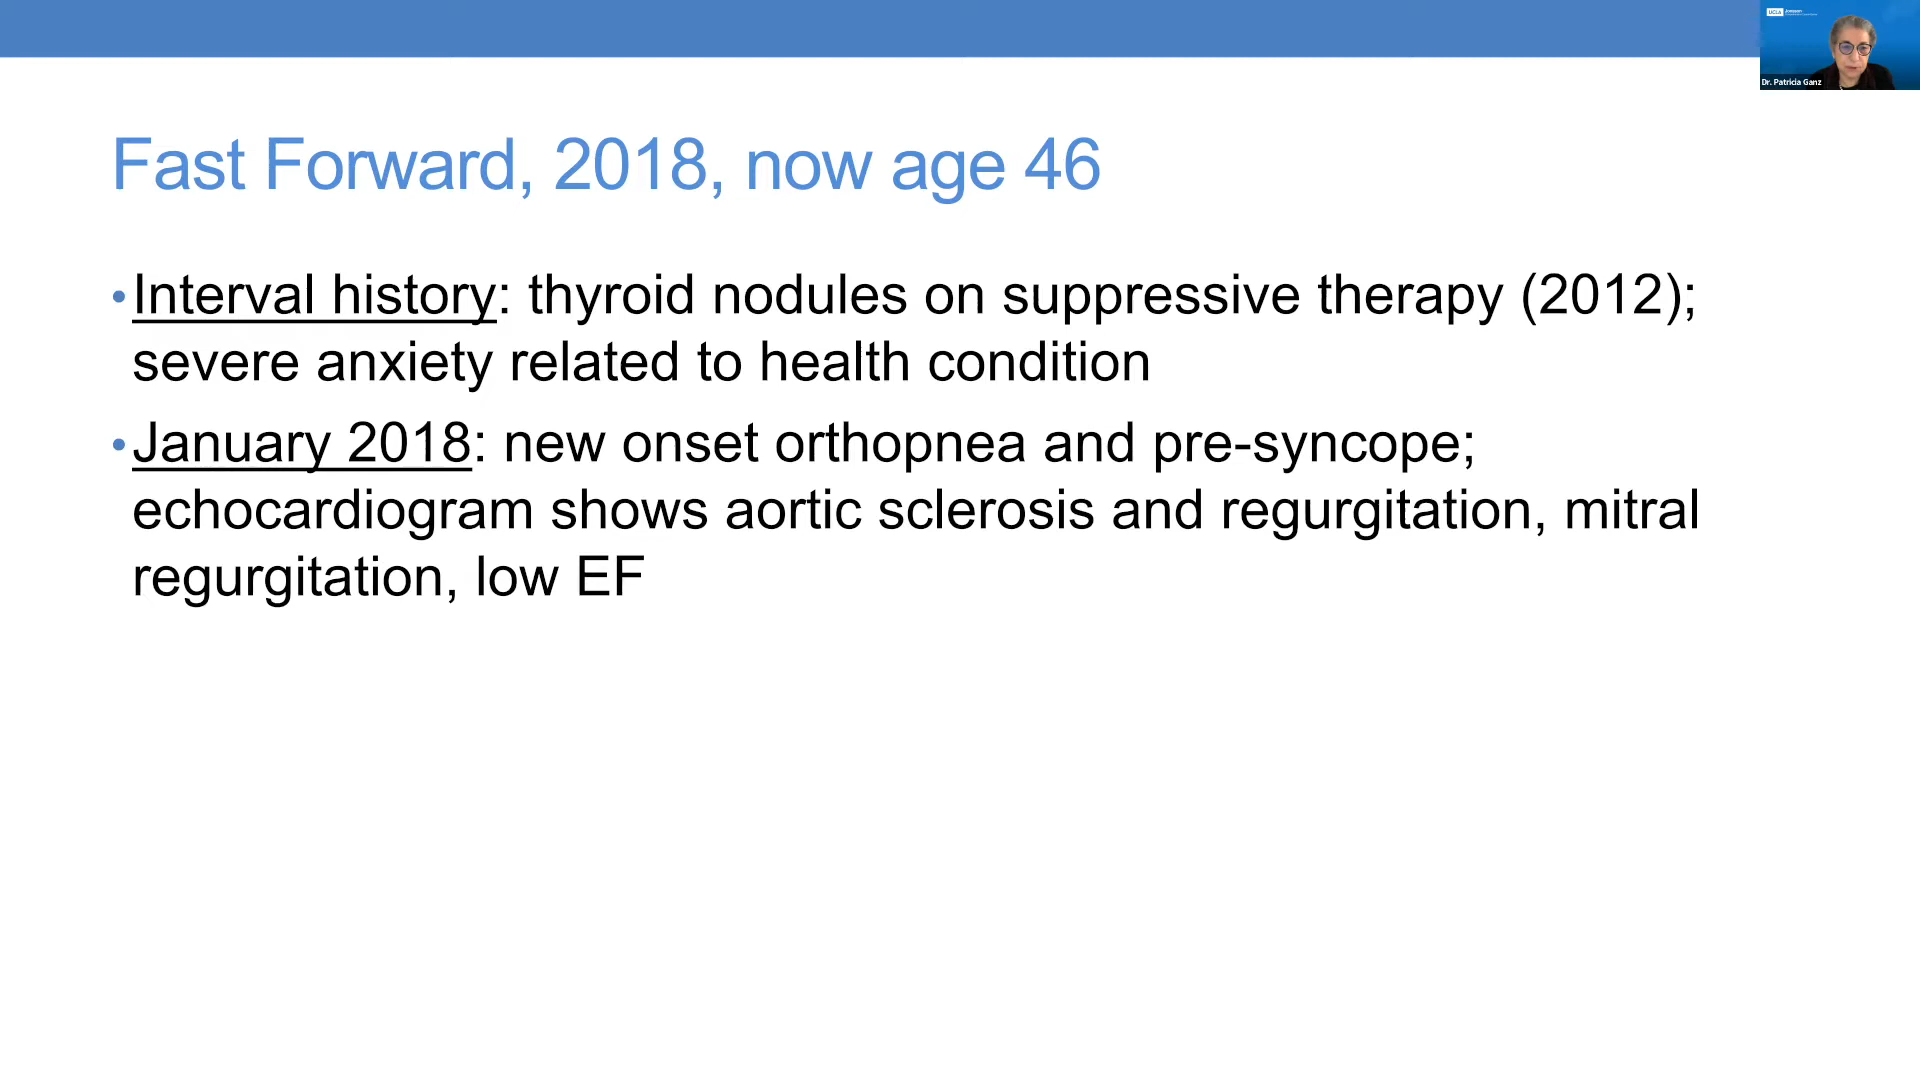 UCLA Jonsson
Dr. Patricia Ganz
Fast Forward, 2018, now age 46
•Interval history: thyroid nodules on suppressive therapy (2012);
severe anxiety related to health condition
•January 2018: new onset orthopnea and pre-syncope;
echocardiogram shows aortic sclerosis and regurgitation, mitral
regurgitation, low EF